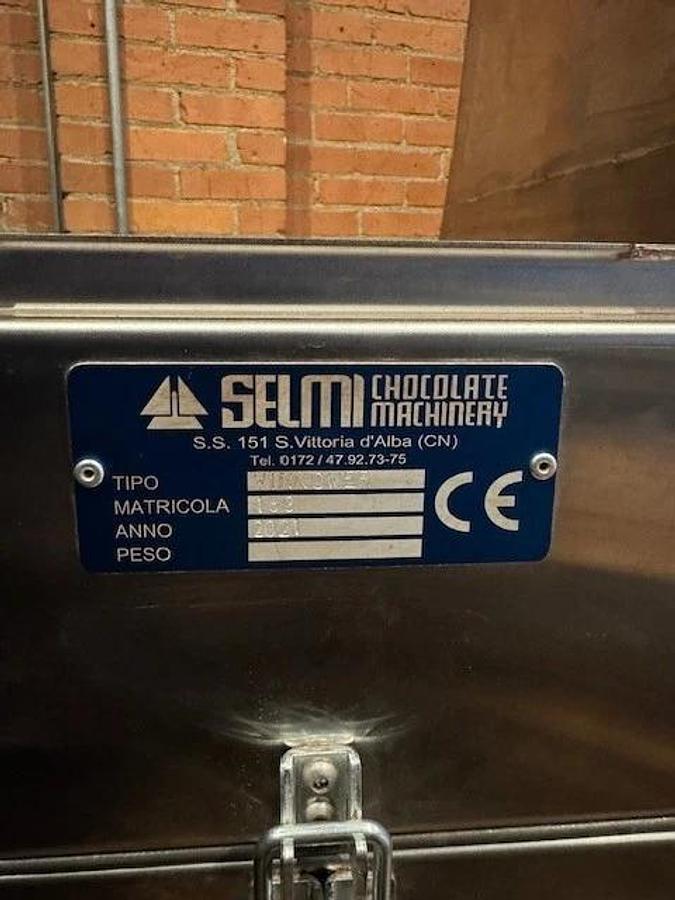 SELMI CHOCOLATE MACHINERY
S.S. 151 S.Vittoria d'Alba (CN)
Tel. 0172 / 47.92.73-75
TIPO WINNOWER
MATRICOLA
ANNO 2021
PESO
CE